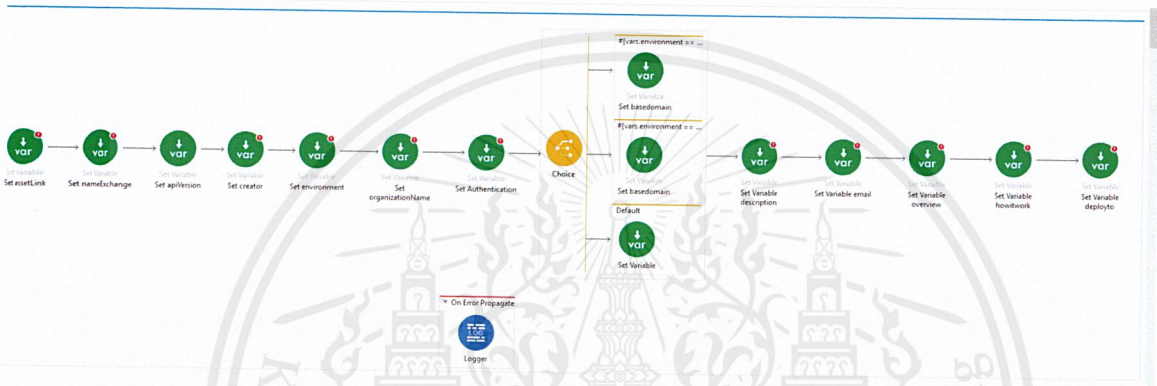 #[vars.environment == ...
var
Set Variable
Set basedomain
#[vars.environment == ...
var
Set Variable
Set basedomain
Default
var
Set Variable
var
Set Variable
Set assetLink
var
Set Variable
Set nameExchange
var
Set Variable
Set apiVersion
var
Set Variable
Set creator
var
Set Variable
Set environment
var
Set Variable
Set
organizationName
var
Set Variable
Set Authentication
Choice
var
Set Variable
Set Variable
description
var
Set Variable
Set Variable email
var
Set Variable
Set Variable
overview
var
Set Variable
Set Variable
howitwork
var
Set Variable
Set Variable
deployto
On Error Propagate
LOG
Logger
K
g